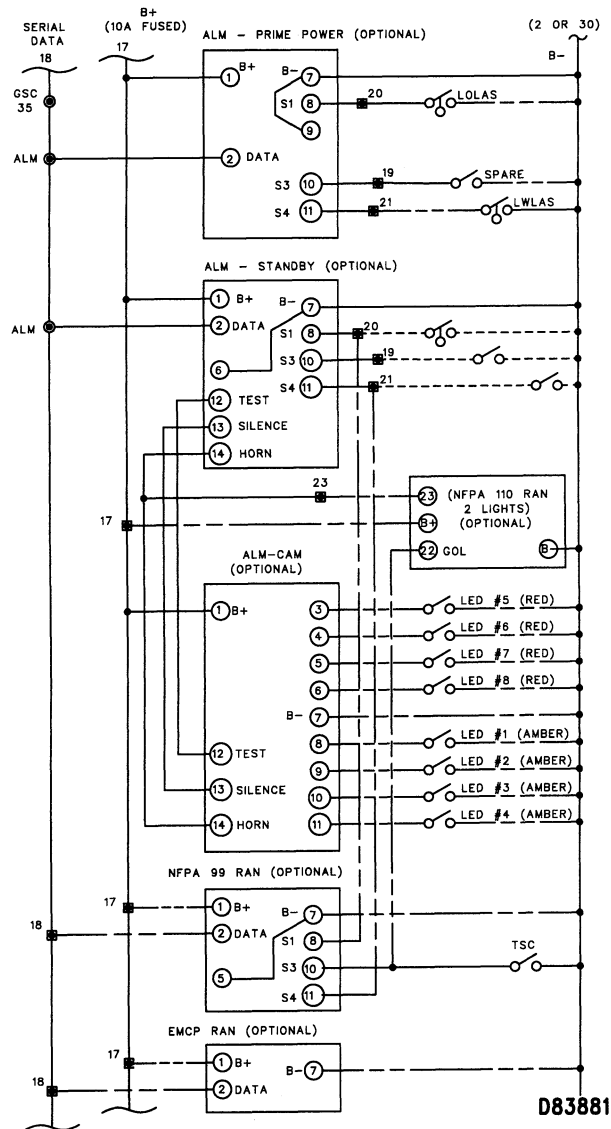 SERIAL DATA
18
B+ (10A FUSED)
17
(2 OR 30)
B-
ALM - PRIME POWER (OPTIONAL)
GSC 35
1 B+
B- 7
S1 8
20
LOLAS
9
ALM
2 DATA
S3 10
19
SPARE
S4 11
21
LWLAS
ALM - STANDBY (OPTIONAL)
1 B+
B- 7
ALM
2 DATA
S1 8
20
S3 10
19
6
S4 11
21
12 TEST
13 SILENCE
14 HORN
23
23 (NFPA 110 RAN 2 LIGHTS) (OPTIONAL)
17
B+
22 GOL
B-
ALM-CAM (OPTIONAL)
1 B+
3
LED #5 (RED)
4
LED #6 (RED)
5
LED #7 (RED)
6
LED #8 (RED)
B- 7
12 TEST
8
LED #1 (AMBER)
9
LED #2 (AMBER)
13 SILENCE
10
LED #3 (AMBER)
14 HORN
11
LED #4 (AMBER)
NFPA 99 RAN (OPTIONAL)
17
1 B+
B- 7
18
2 DATA
S1 8
5
S3 10
TSC
S4 11
EMCP RAN (OPTIONAL)
17
1 B+
B- 7
18
2 DATA
D83881